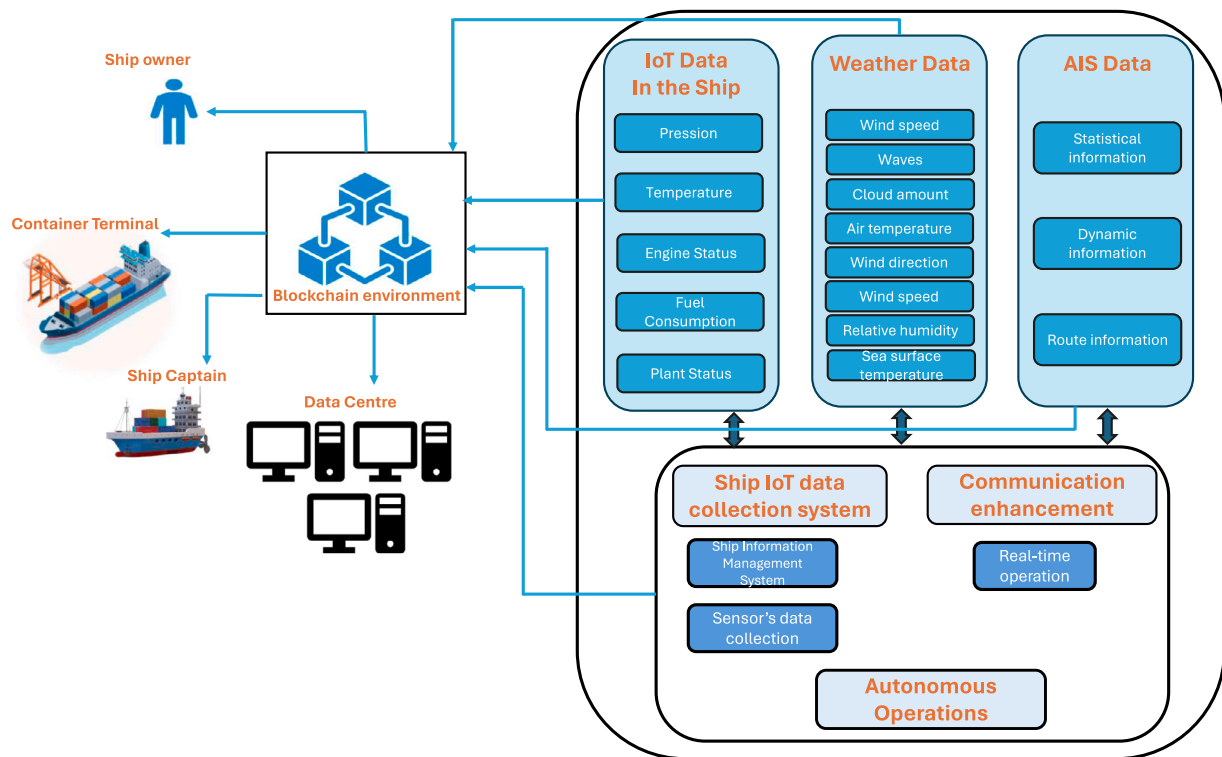 Ship owner
Container Terminal
Ship Captain
Blockchain environment
Data Centre
IoT Data
In the Ship
Pression
Temperature
Engine Status
Fuel
Consumption
Plant Status
Weather Data
Wind speed
Waves
Cloud amount
Air temperature
Wind direction
Wind speed
Relative humidity
Sea surface
temperature
AIS Data
Statistical
information
Dynamic
information
Route information
Ship IoT data
collection system
Ship Information
Management
System
Sensor’s data
collection
Communication
enhancement
Real-time
operation
Autonomous
Operations